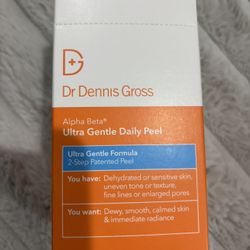 Dr Dennis Gross
Alpha Beta®
Ultra Gentle Daily Peel
Ultra Gentle Formula
2-Step Patented Peel
You have: Dehydrated or sensitive skin,
uneven tone or texture,
fine lines or enlarged pores
You want: Dewy, smooth, calmed skin
& immediate radiance